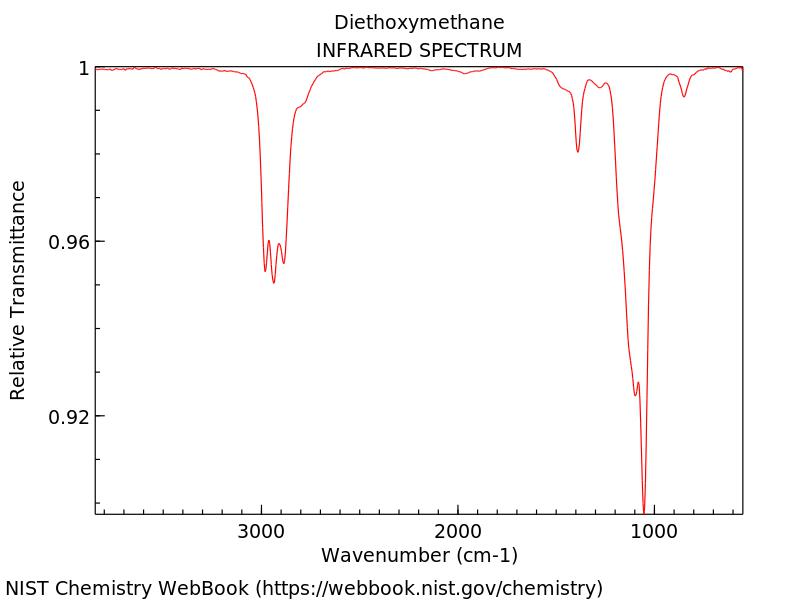 Diethoxymethane
INFRARED SPECTRUM
1
0.96
0.92
Relative Transmittance
3000 2000 1000
Wavenumber (cm-1)
NIST Chemistry WebBook (https://webbook.nist.gov/chemistry)